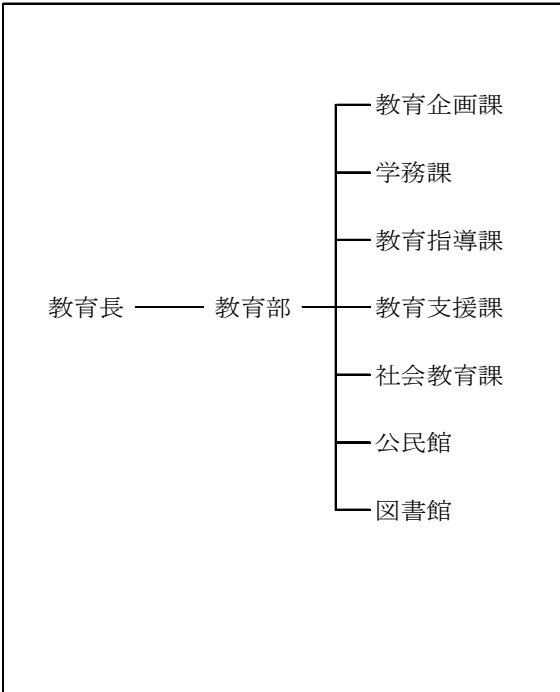 教育企画課
学務課
教育指導課
教育長 教育部 教育支援課
社会教育課
公民館
図書館